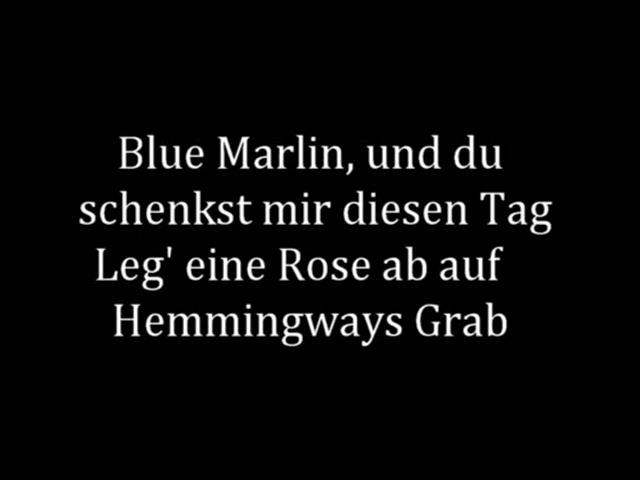 Blue Marlin, und du
schenkst mir diesen Tag
Leg' eine Rose ab auf
Hemmingways Grab